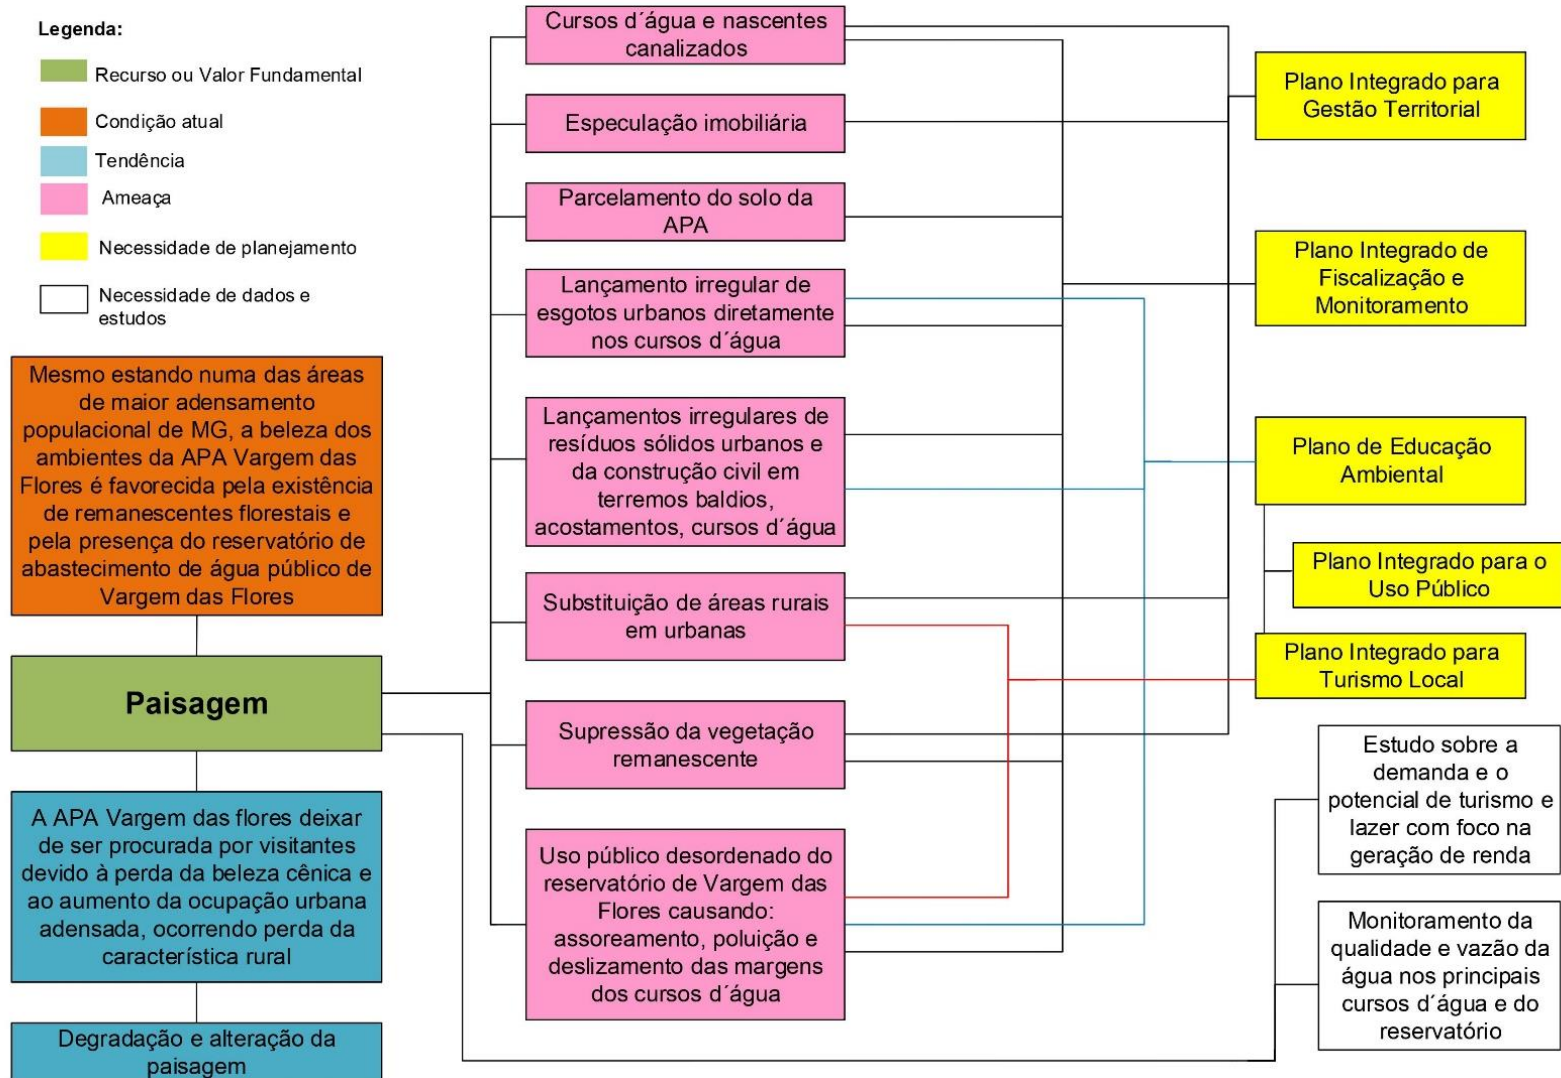 Legenda:
Recurso ou Valor Fundamental
Condição atual
Tendência
Ameaça
Necessidade de planejamento
Necessidade de dados e
estudos
Mesmo estando numa das áreas
de maior adensamento
populacional de MG, a beleza dos
ambientes da APA Vargem das
Flores é favorecida pela existência
de remanescentes florestais e
pela presença do reservatório de
abastecimento de água público de
Vargem das Flores
Paisagem
A APA Vargem das flores deixar
de ser procurada por visitantes
devido à perda da beleza cênica e
ao aumento da ocupação urbana
adensada, ocorrendo perda da
característica rural
Degradação e alteração da
paisagem
Cursos d´água e nascentes
canalizados
Especulação imobiliária
Parcelamento do solo da
APA
Lançamento irregular de
esgotos urbanos diretamente
nos cursos d´água
Lançamentos irregulares de
resíduos sólidos urbanos e
da construção civil em
terremos baldios,
acostamentos, cursos d´água
Substituição de áreas rurais
em urbanas
Supressão da vegetação
remanescente
Uso público desordenado do
reservatório de Vargem das
Flores causando:
assoreamento, poluição e
deslizamento das margens
dos cursos d´água
Plano Integrado para
Gestão Territorial
Plano Integrado de
Fiscalização e
Monitoramento
Plano de Educação
Ambiental
Plano Integrado para o
Uso Público
Plano Integrado para
Turismo Local
Estudo sobre a
demanda e o
potencial de turismo e
lazer com foco na
geração de renda
Monitoramento da
qualidade e vazão da
água nos principais
cursos d´água e do
reservatório